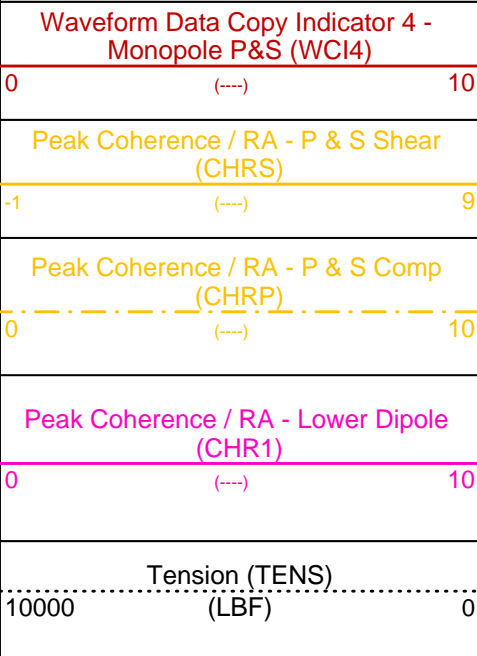 Waveform Data Copy Indicator 4 -
Monopole P&S (WCI4)
0 (----) 10
Peak Coherence / RA - P & S Shear
(CHRS)
-1 (----) 9
Peak Coherence / RA - P & S Comp
(CHRP)
0 (----) 10
Peak Coherence / RA - Lower Dipole
(CHR1)
0 (----) 10
Tension (TENS)
10000 (LBF) 0